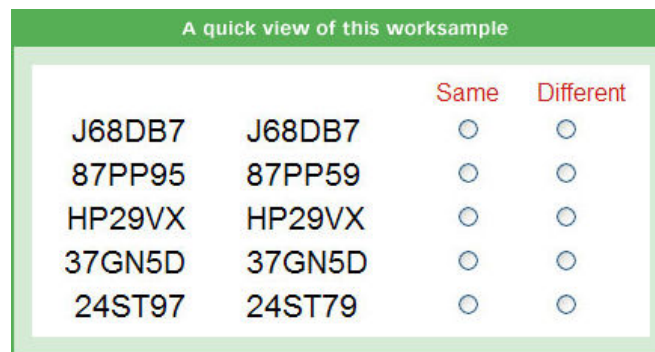 A quick view of this worksample
Same Different
J68DB7 J68DB7
87PP95 87PP59
HP29VX HP29VX
37GN5D 37GN5D
24ST97 24ST79